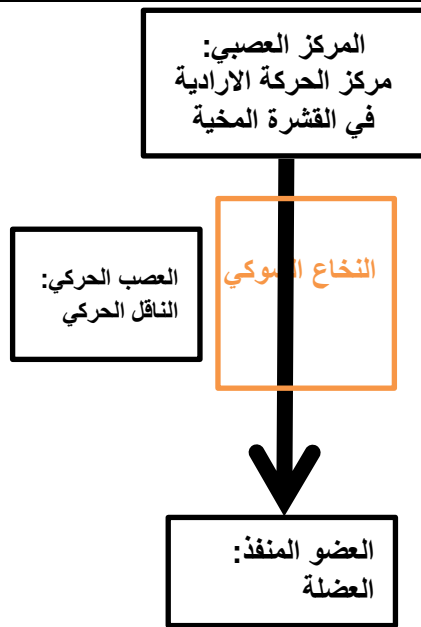 المركز العصبي:
مركز الحركة الارادية
في القشرة المخية
النخاع
العصب الحركي:
الناقل الحركي
العضو المنفذ:
العضلة